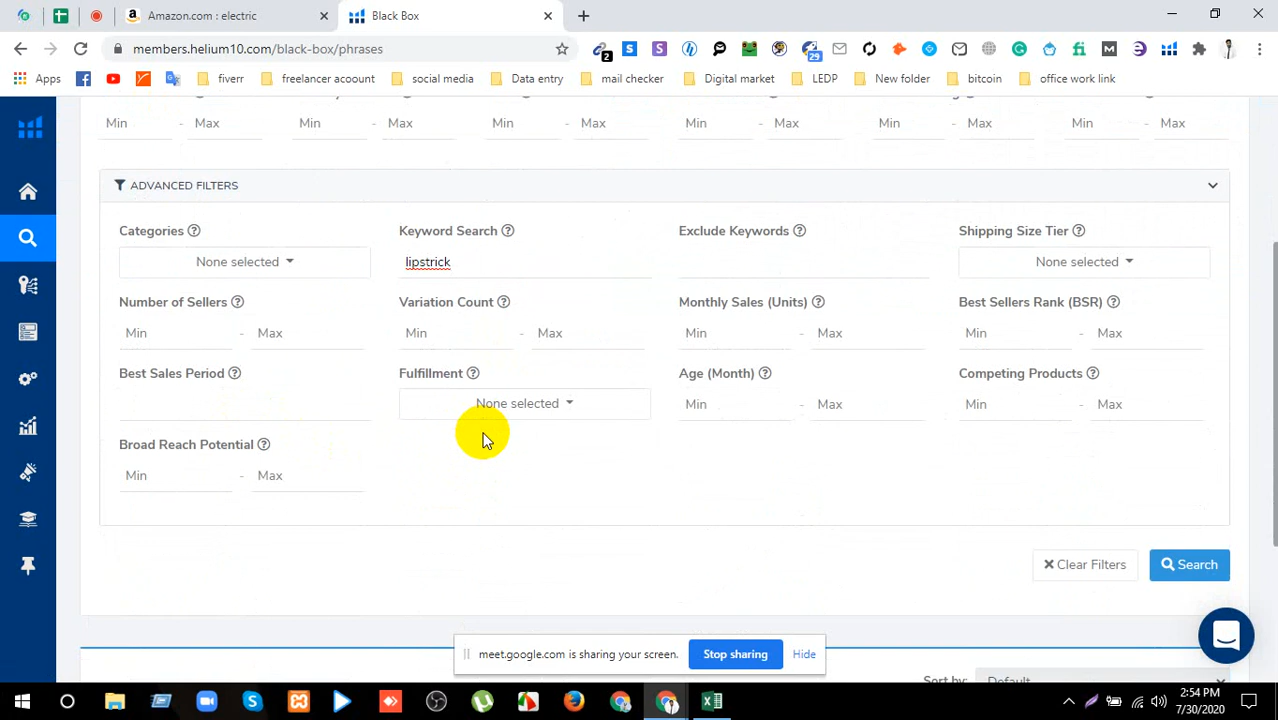 Amazon.com : electric
Black Box
members.helium10.com/black-box/phrases
2
29
Apps
fiverr
freelancer acoount
social media
Data entry
mail checker
Digital market
LEDP
New folder
bitcoin
office work link
Min - Max Min - Max Min - Max Min - Max Min - Max Min - Max
ADVANCED FILTERS
Categories Keyword Search Exclude Keywords Shipping Size Tier
None selected lipstrick None selected
Number of Sellers Variation Count Monthly Sales (Units) Best Sellers Rank (BSR)
Min - Max Min - Max Min - Max Min - Max
Best Sales Period Fulfillment Age (Month) Competing Products
None selected Min - Max Min - Max
Broad Reach Potential
Min - Max
Clear Filters Search
meet.google.com is sharing your screen. Stop sharing Hide
Sort by: Default
2:54 PM
7/30/2020